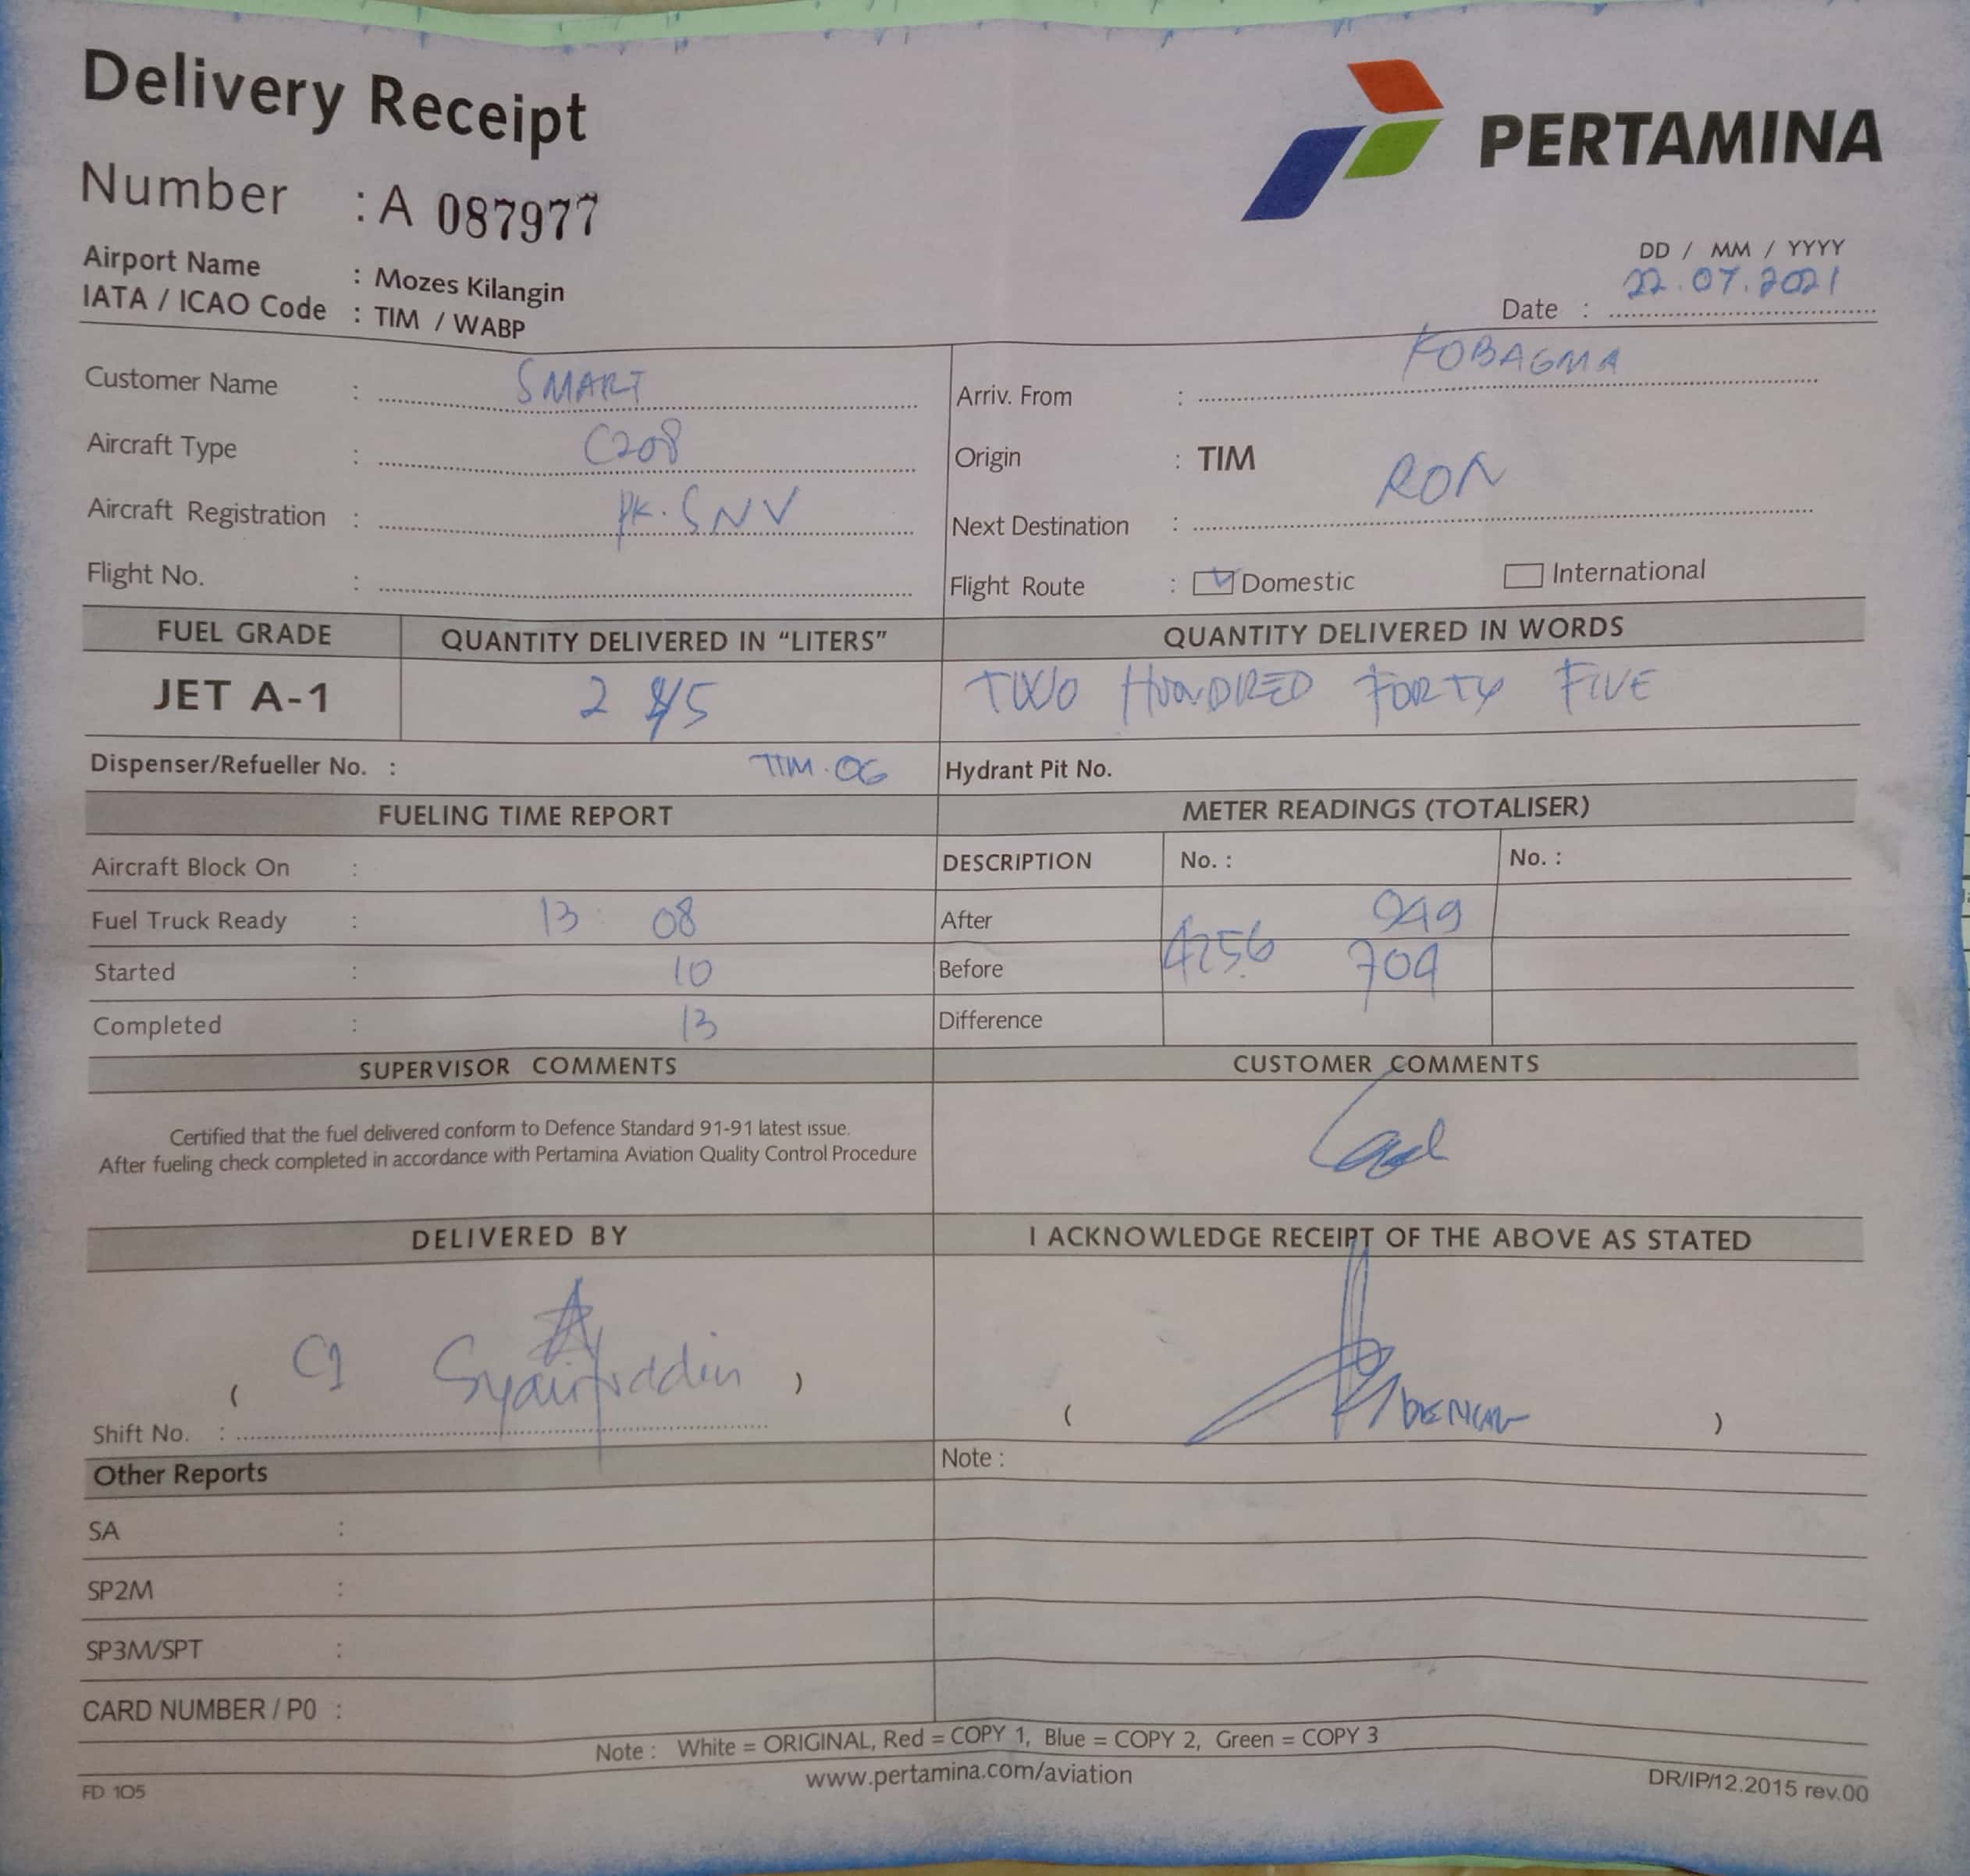 Delivery Receipt
PERTAMINA
Number : A 087977
Airport Name : Mozes Kilangin
IATA / ICAO Code : TIM / WABP
DD / MM / YYYY
Date : 22.07.2021
Customer Name : SMART
Arriv. From : KOBAGMA
Aircraft Type : C208
Origin : TIM
Aircraft Registration : PK. SNV
Next Destination : RON
Flight No. :
Flight Route : Domestic International
FUEL GRADE QUANTITY DELIVERED IN “LITERS” QUANTITY DELIVERED IN WORDS
JET A-1 245 TWO HUNDRED FORTY FIVE
Dispenser/Refueller No. : TIM.06 Hydrant Pit No.
FUELING TIME REPORT METER READINGS (TOTALISER)
Aircraft Block On : DESCRIPTION No. : No. :
Fuel Truck Ready : 13 : 08 After 949
Started : 10 Before 4256 704
Completed : 13 Difference
SUPERVISOR COMMENTS CUSTOMER COMMENTS
Certified that the fuel delivered conform to Defence Standard 91-91 latest issue.
After fueling check completed in accordance with Pertamina Aviation Quality Control Procedure
DELIVERED BY I ACKNOWLEDGE RECEIPT OF THE ABOVE AS STATED
( Syaifuddin ) ( )
Shift No. :
Other Reports Note :
SA :
SP2M :
SP3M/SPT :
CARD NUMBER / P0 :
Note : White = ORIGINAL, Red = COPY 1, Blue = COPY 2, Green = COPY 3
www.pertamina.com/aviation
FD 105 DR/IP/12.2015 rev.00